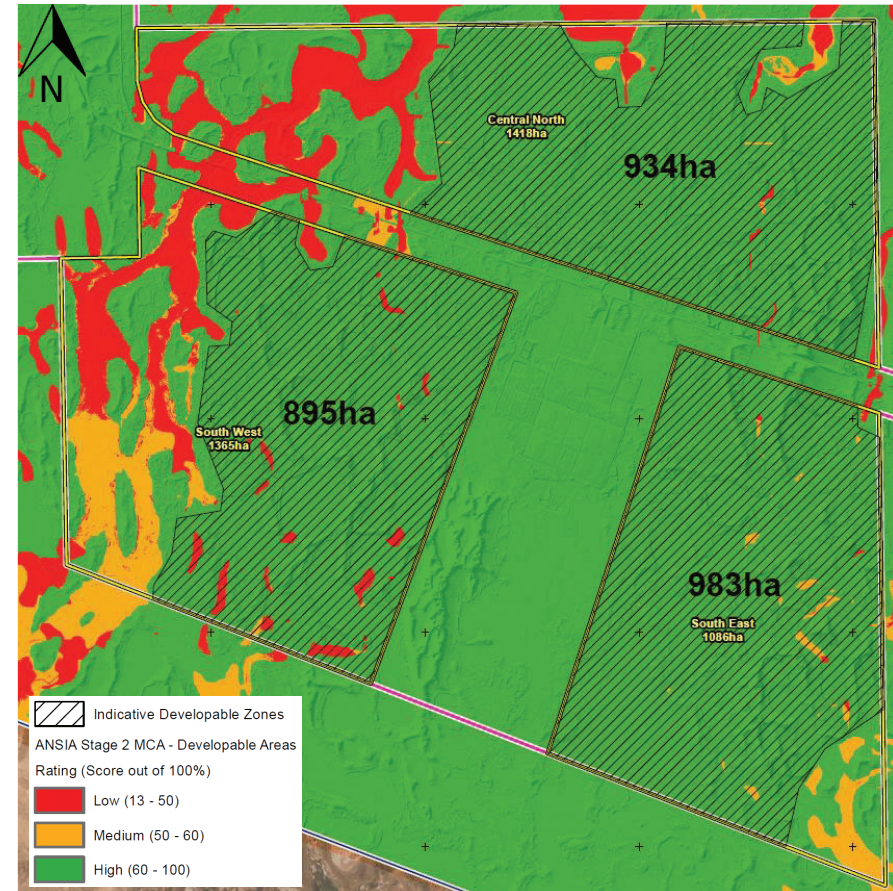 N
Central North
1418ha
934ha
895ha
South West
1365ha
983ha
South East
1086ha
Indicative Developable Zones
ANSIA Stage 2 MCA - Developable Areas
Rating (Score out of 100%)
Low (13 - 50)
Medium (50 - 60)
High (60 - 100)